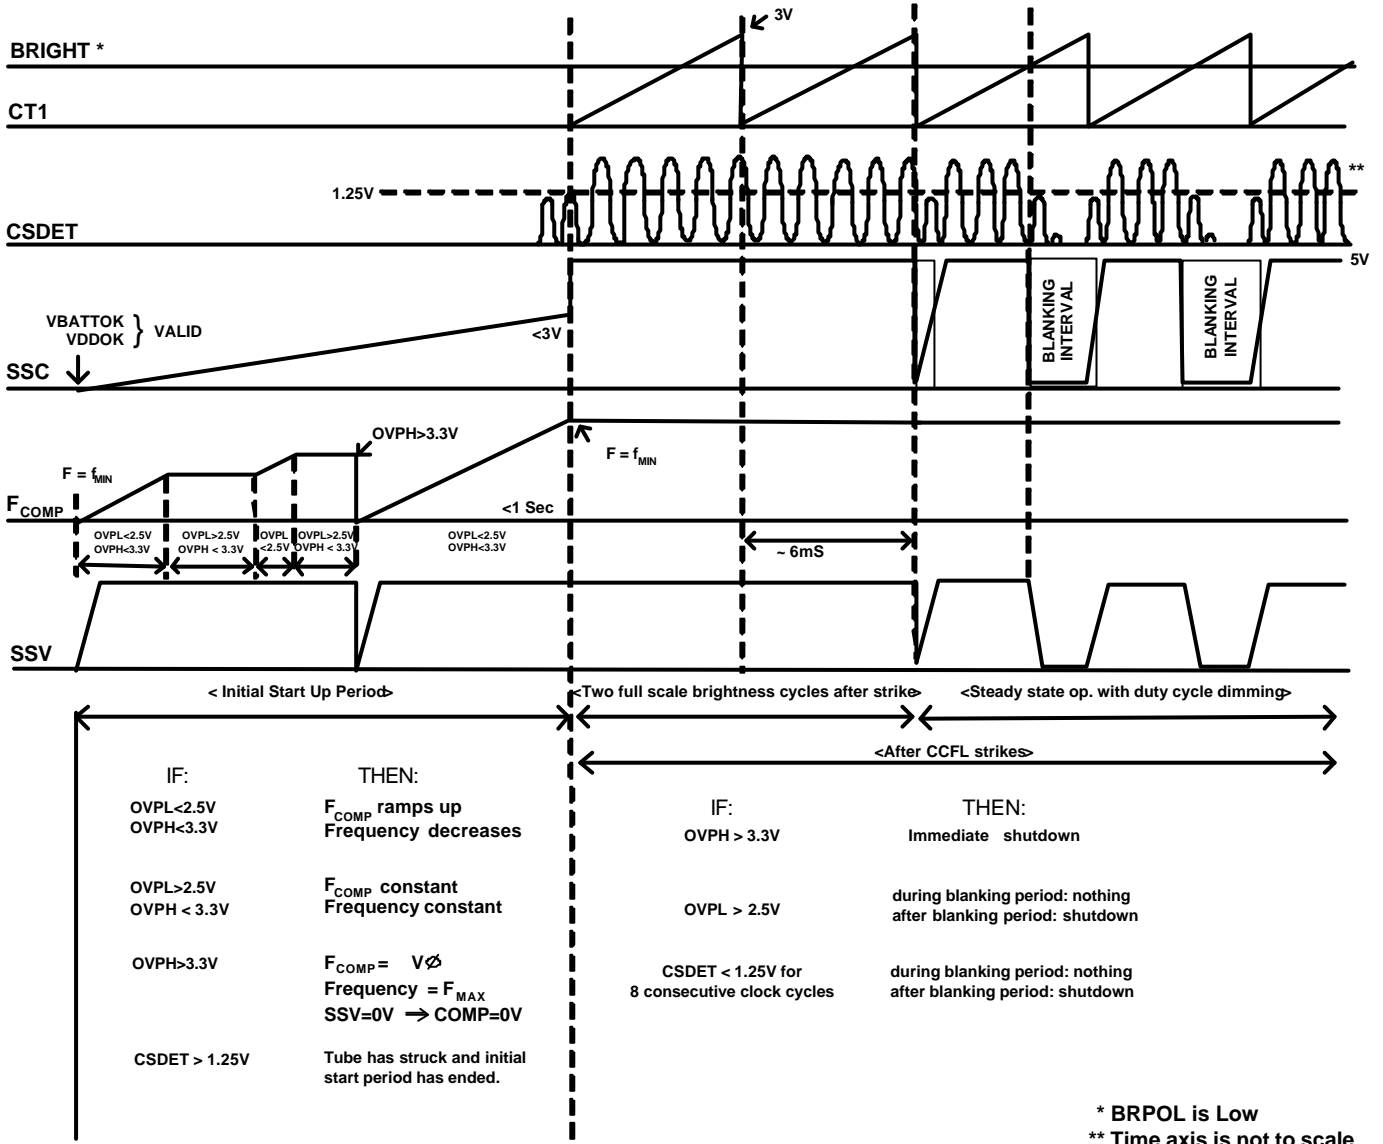 3V
BRIGHT *
CT1
1.25V
**
CSDET
5V
BLANKING
INTERVAL
BLANKING
INTERVAL
VBATTOK
VDDOK } VALID
<3V
SSC
OVPH>3.3V
F = fMIN
F = fMIN
FCOMP
<1 Sec
OVPL<2.5V
OVPH<3.3V
OVPL>2.5V
OVPH < 3.3V
OVPL
<2.5V
OVPL>2.5V
OVPH < 3.3V
OVPL<2.5V
OVPH<3.3V
~ 6mS
SSV
< Initial Start Up Period>
<Two full scale brightness cycles after strike>
<Steady state op. with duty cycle dimming>
<After CCFL strikes>
IF: THEN:
OVPL<2.5V FCOMP ramps up
OVPH<3.3V Frequency decreases
OVPL>2.5V FCOMP constant
OVPH < 3.3V Frequency constant
OVPH>3.3V FCOMP = VØ
Frequency = FMAX
SSV=0V → COMP=0V
CSDET > 1.25V Tube has struck and initial
start period has ended.
IF: THEN:
OVPH > 3.3V Immediate shutdown
OVPL > 2.5V during blanking period: nothing
after blanking period: shutdown
CSDET < 1.25V for during blanking period: nothing
8 consecutive clock cycles after blanking period: shutdown
* BRPOL is Low
** Time axis is not to scale